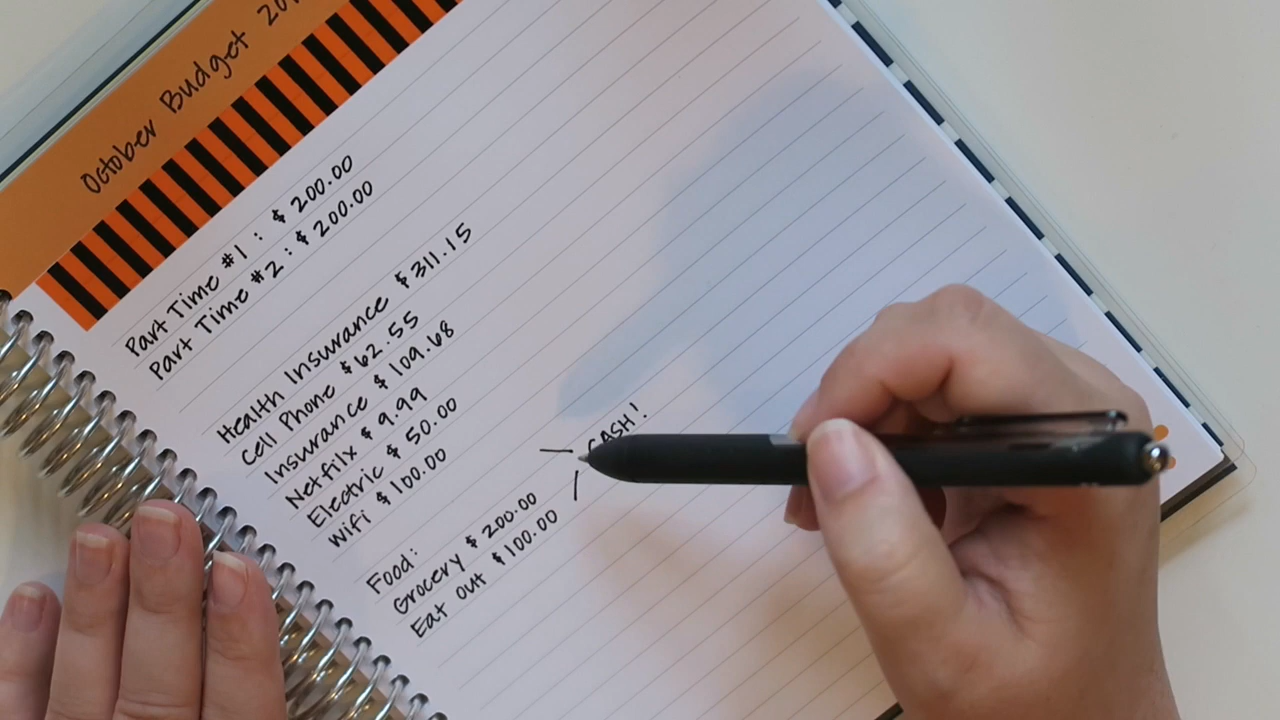 October Budget
Part Time #1 : $ 200.00
Part Time #2 : $ 200.00
Health Insurance $ 311.15
Cell Phone $62.55
Insurance $ 109.68
Netfilx $ 9.99
Electric $ 50.00
Wifi $ 100.00
CASH!
Food:
Grocery $ 200.00
Eat out $ 100.00